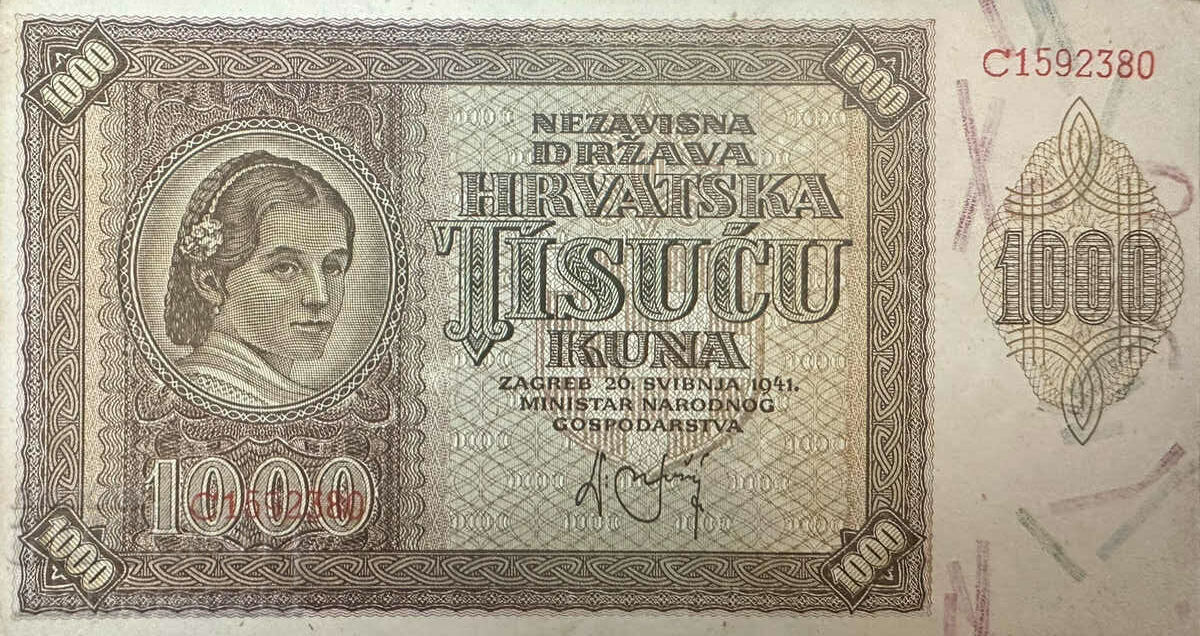 1000
1000
C1592380
NEZAVISNA
DRŽAVA
HRVATSKA
TISUĆU
KUNA
ZAGREB 26. SVIBNJA 1941.
MINISTAR NARODNOG
GOSPODARSTVA
1000
1000
C1592380
1000
1000